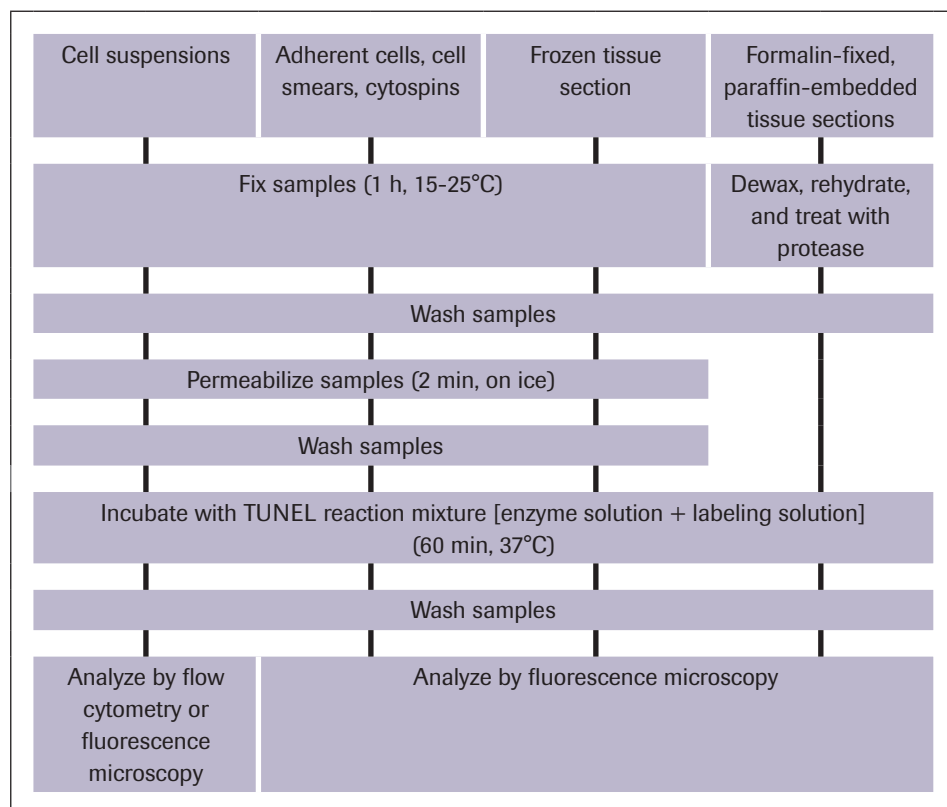 Cell suspensions
Adherent cells, cell
smears, cytospins
Frozen tissue
section
Formalin-fixed,
paraffin-embedded
tissue sections
Fix samples (1 h, 15-25°C)
Dewax, rehydrate,
and treat with
protease
Wash samples
Permeabilize samples (2 min, on ice)
Wash samples
Incubate with TUNEL reaction mixture [enzyme solution + labeling solution]
(60 min, 37°C)
Wash samples
Analyze by flow
cytometry or
fluorescence
microscopy
Analyze by fluorescence microscopy